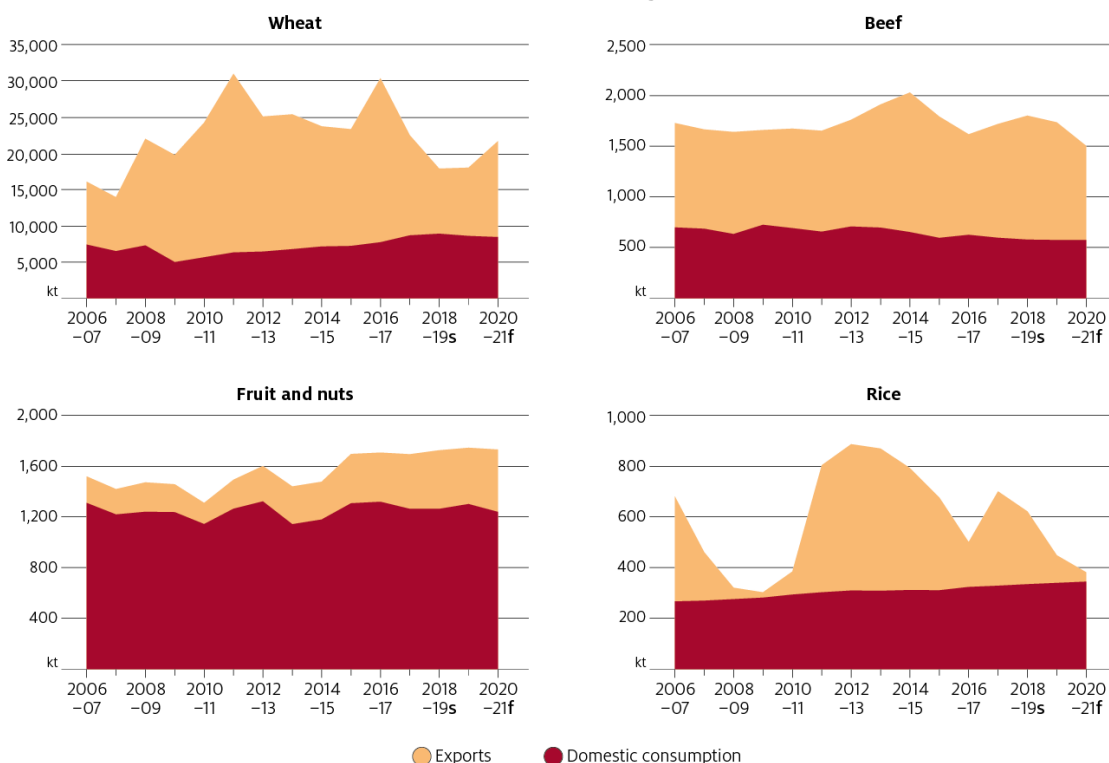 Wheat
35,000
30,000
25,000
20,000
15,000
10,000
5,000
kt
2006 2008 2010 2012 2014 2016 2018 2020
–07 –09 –11 –13 –15 –17 –19s –21f
Beef
2,500
2,000
1,500
1,000
500
kt
2006 2008 2010 2012 2014 2016 2018 2020
–07 –09 –11 –13 –15 –17 –19s –21f
Fruit and nuts
2,000
1,600
1,200
800
400
kt
2006 2008 2010 2012 2014 2016 2018 2020
–07 –09 –11 –13 –15 –17 –19s –21f
Rice
1,000
800
600
400
200
kt
2006 2008 2010 2012 2014 2016 2018 2020
–07 –09 –11 –13 –15 –17 –19s –21f
Exports Domestic consumption